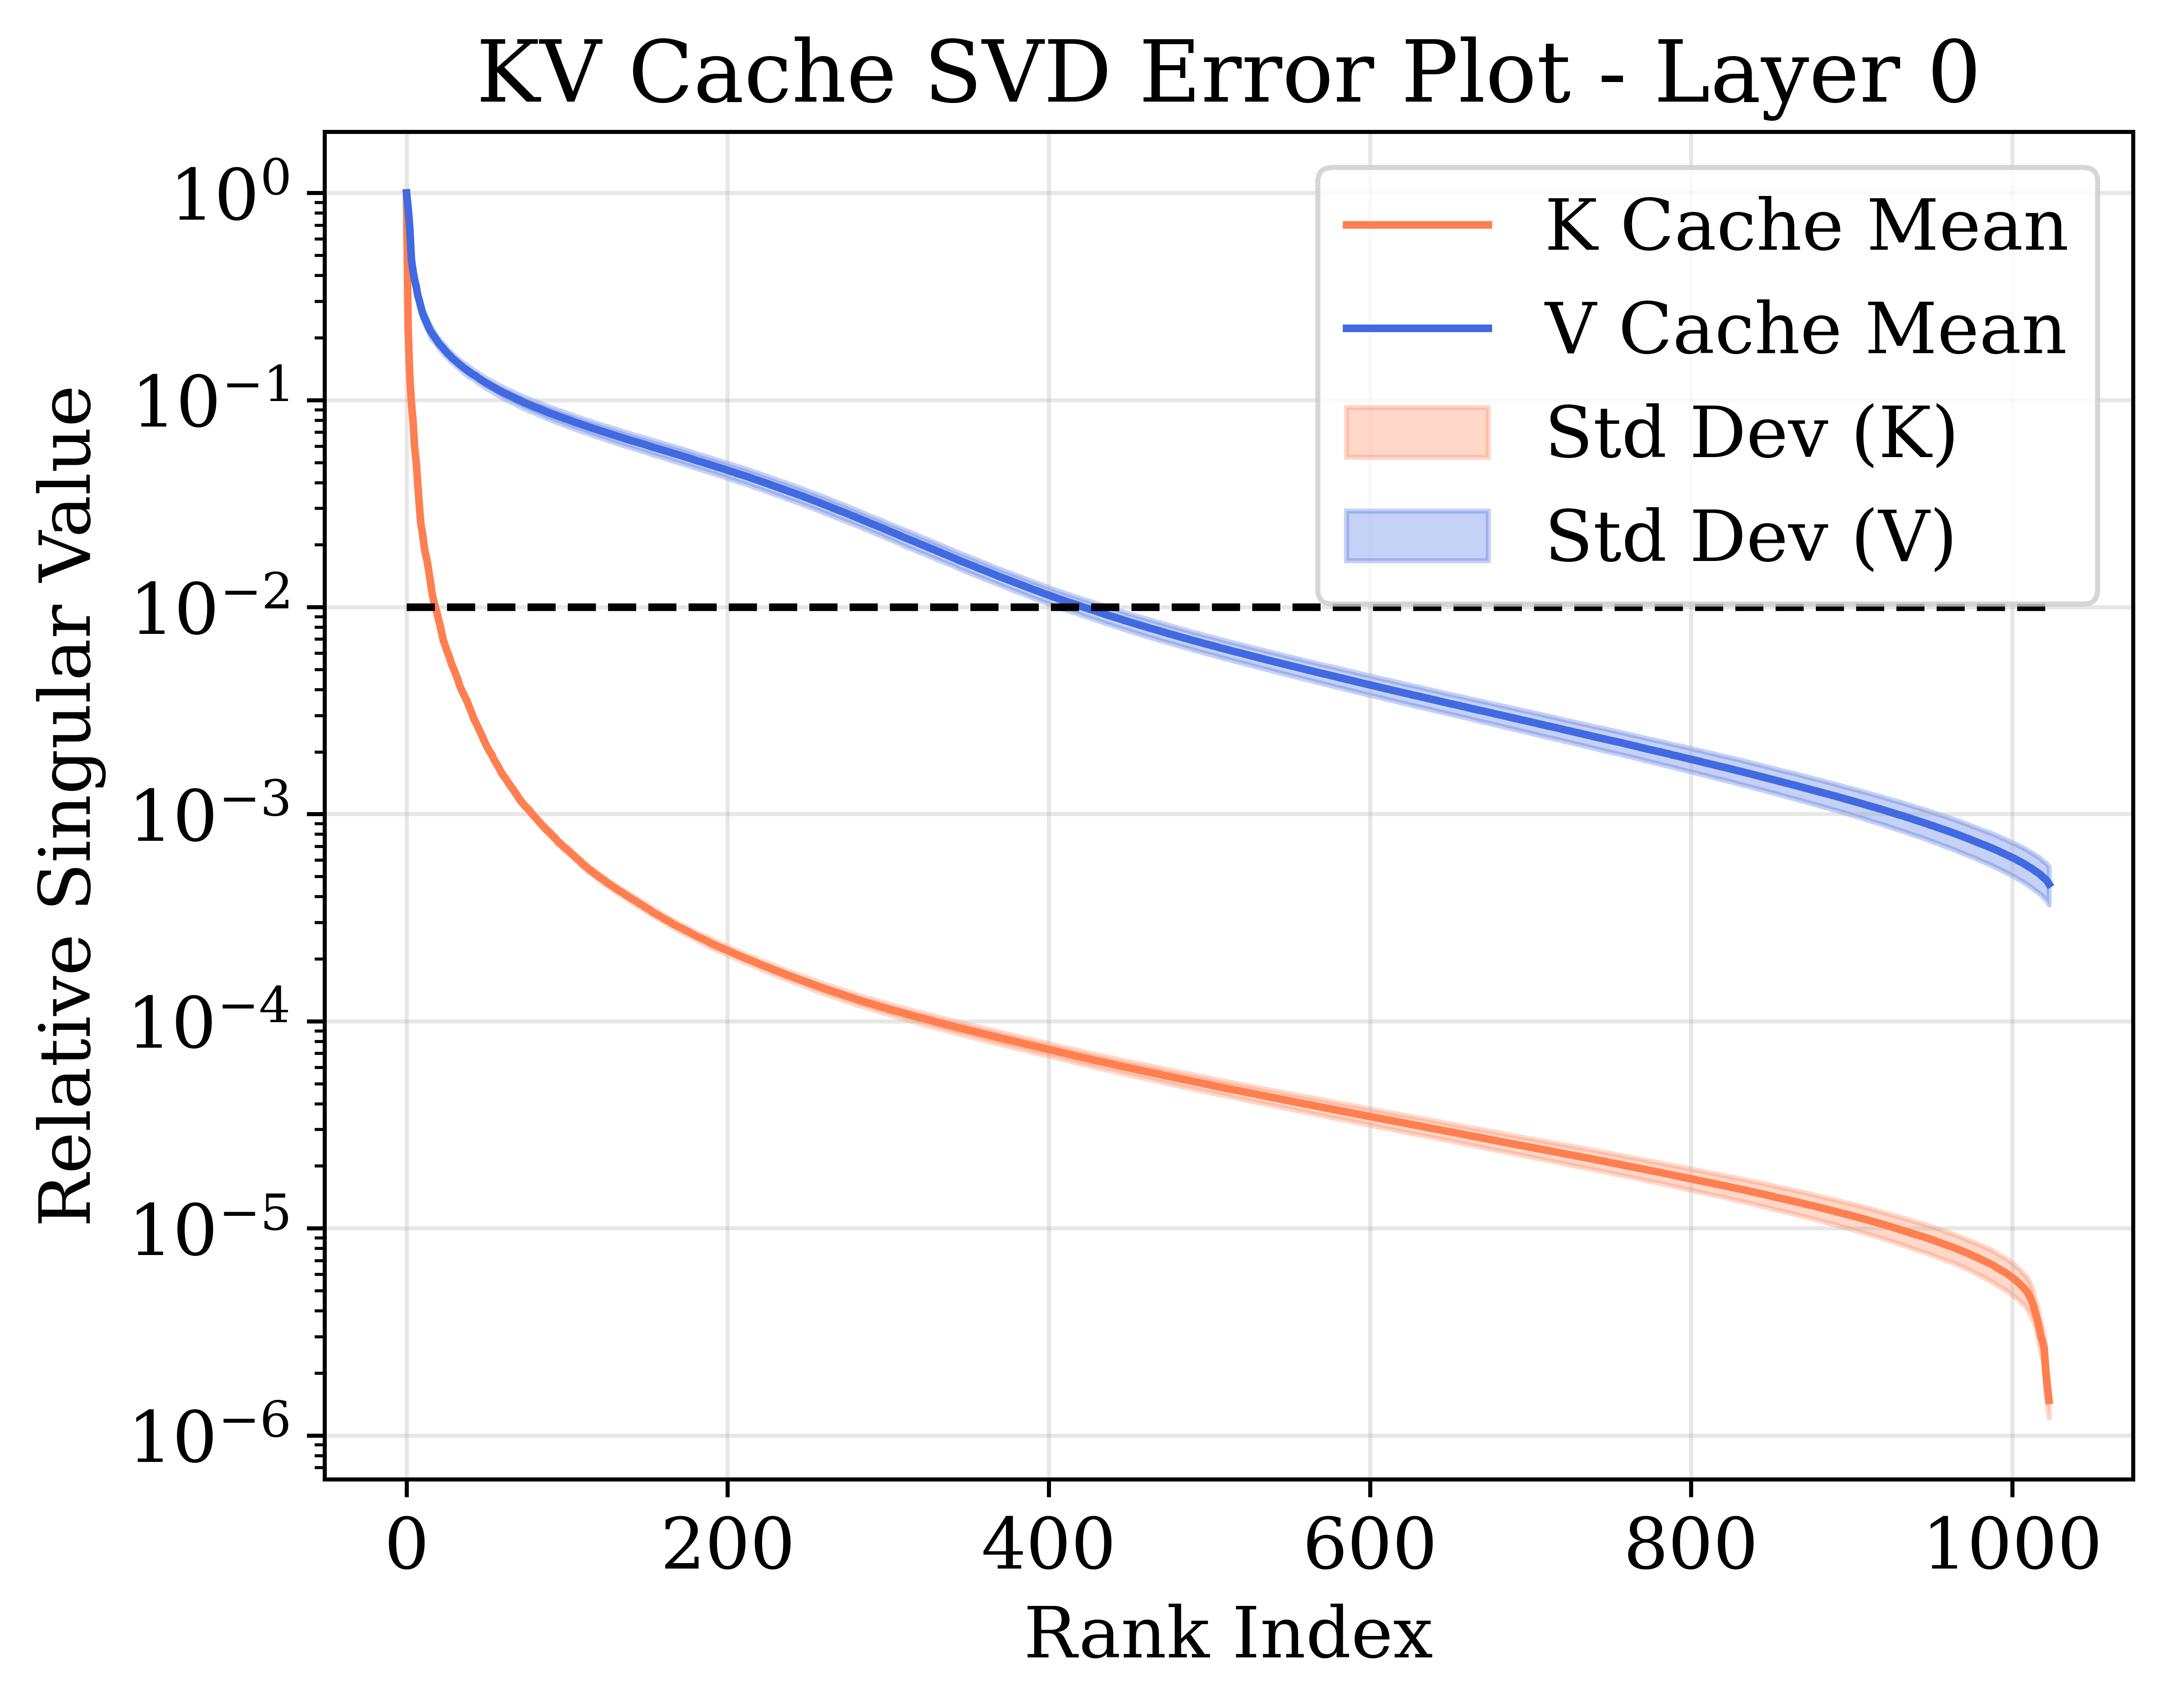 KV Cache SVD Error Plot - Layer 0
Relative Singular Value
10⁰
10⁻¹
10⁻²
10⁻³
10⁻⁴
10⁻⁵
10⁻⁶
K Cache Mean
V Cache Mean
Std Dev (K)
Std Dev (V)
0 200 400 600 800 1000
Rank Index